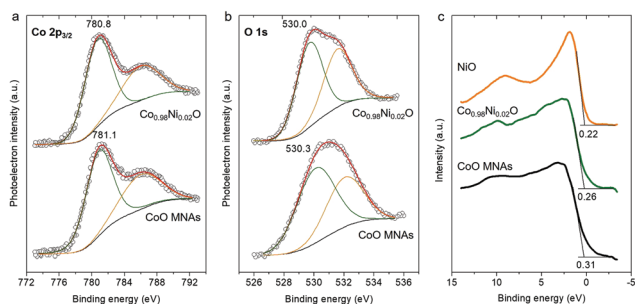 a
Co 2p3/2
780.8
Co0.98Ni0.02O
781.1
CoO MNAs
Photoelectron intensity (a.u.)
772 776 780 784 788 792
Binding energy (eV)
b
O 1s
530.0
Co0.98Ni0.02O
530.3
CoO MNAs
Photoelectron intensity (a.u.)
526 528 530 532 534 536
Binding energy (eV)
c
NiO
0.22
Co0.98Ni0.02O
0.26
CoO MNAs
0.31
Intensity (a.u.)
15 10 5 0 -5
Binding energy (eV)